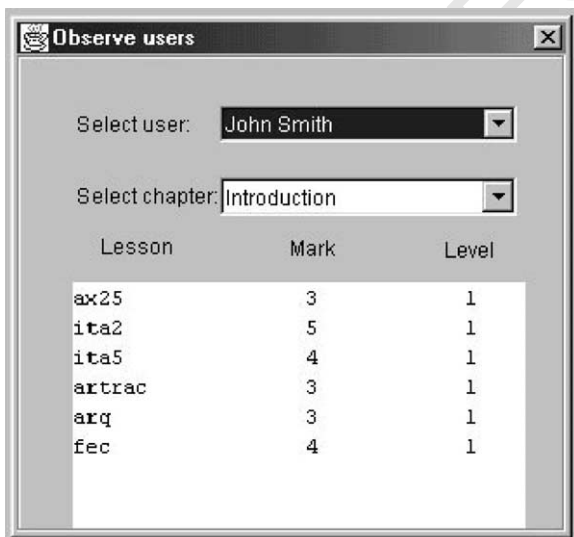 Observe users
Select user: John Smith
Select chapter: Introduction
Lesson Mark Level
ax25 3 1
ita2 5 1
ita5 4 1
artrac 3 1
arq 3 1
fec 4 1